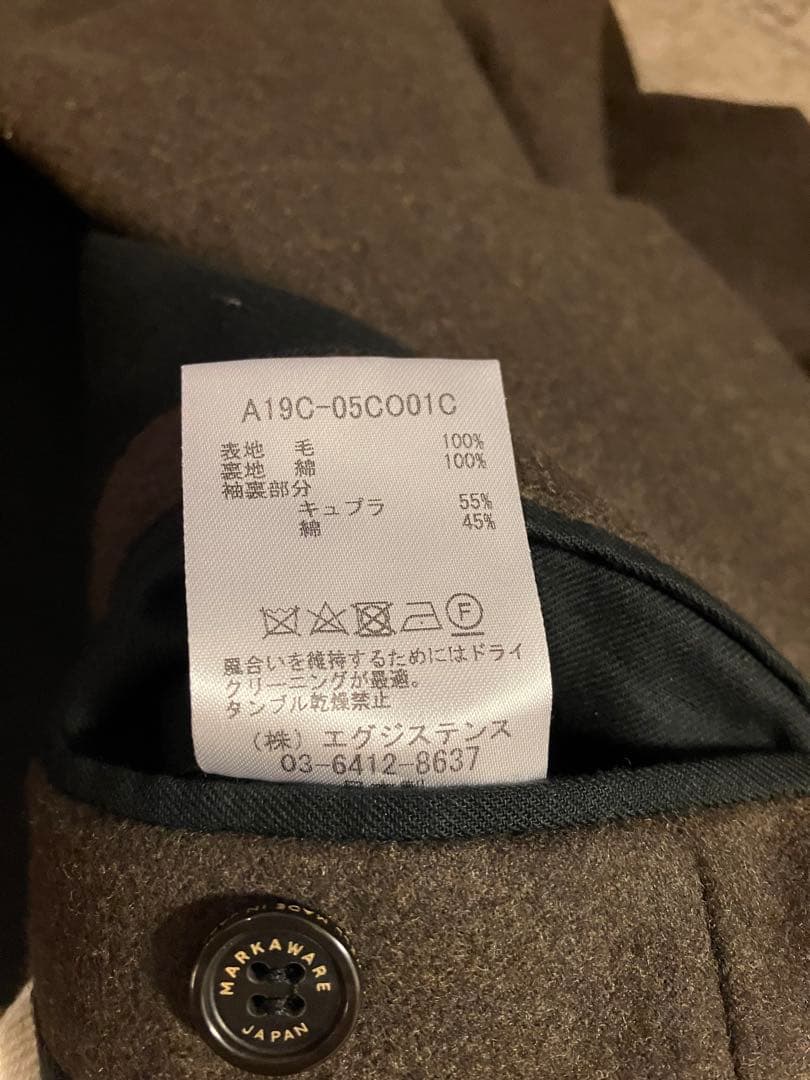 A19C-05CO01C
表地 毛 100%
裏地 綿 100%
袖裏部分
キュプラ 55%
綿 45%
F
風合いを維持するためにはドライ
クリーニングが最適。
タンブル乾燥禁止
(株) エグジステンス
03-6412-8637
MADE IN
MARKAWARE
JAPAN